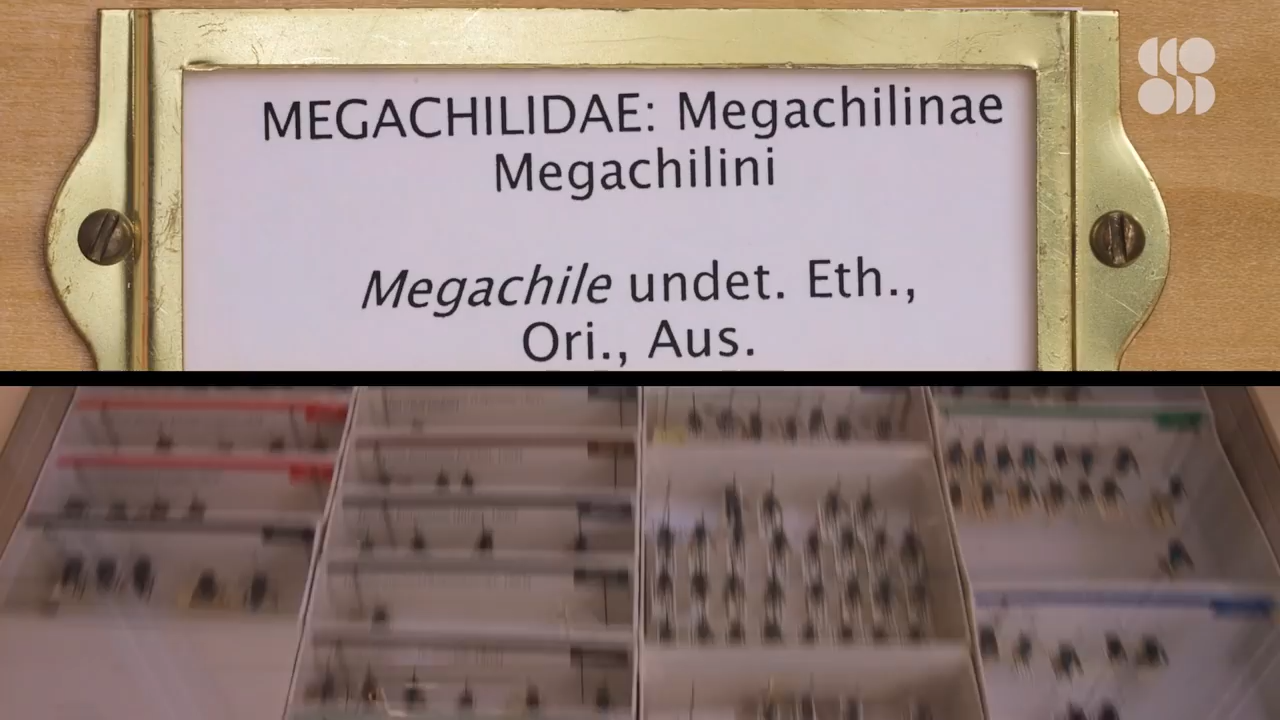 MEGACHILIDAE: Megachilinae
Megachilini
Megachile undet. Eth.,
Ori., Aus.